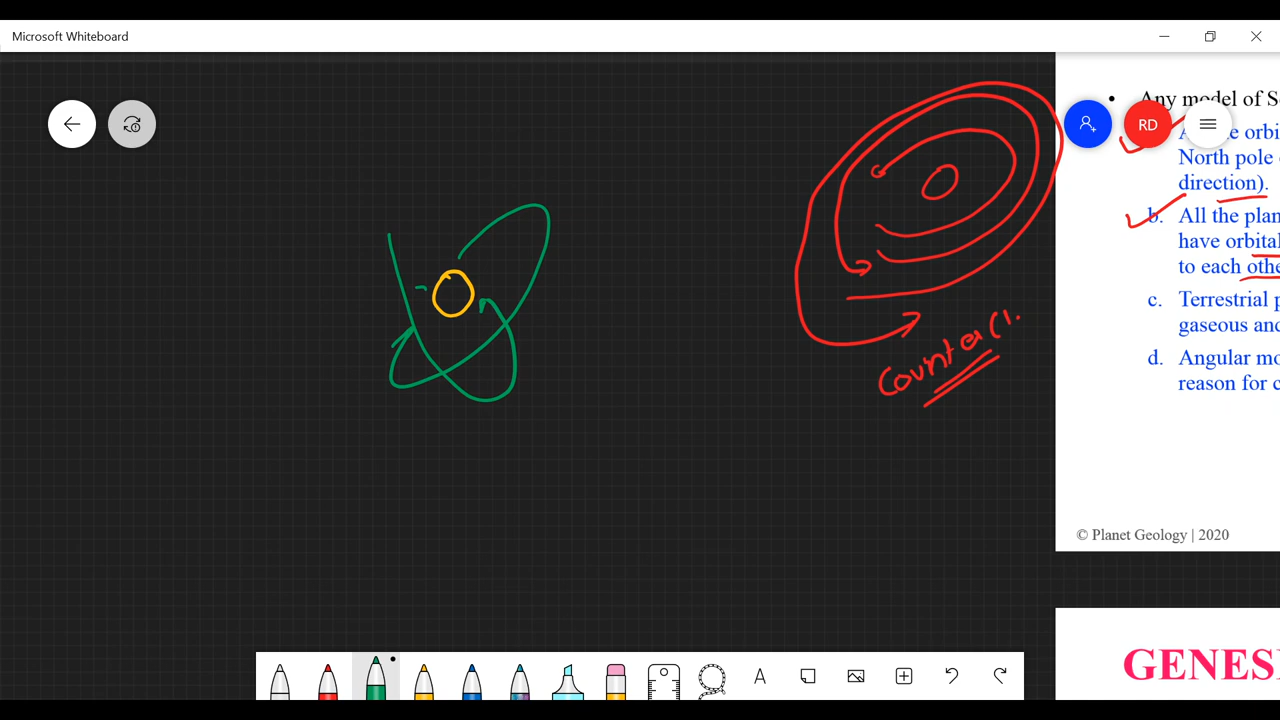 Microsoft Whiteboard
Any model of S
orbi
RD
North pole
direction).
b. All the plan
have orbital
to each othe
c. Terrestrial p
gaseous and
Counter Cl.
d. Angular mo
reason for c
© Planet Geology | 2020
GENES
A